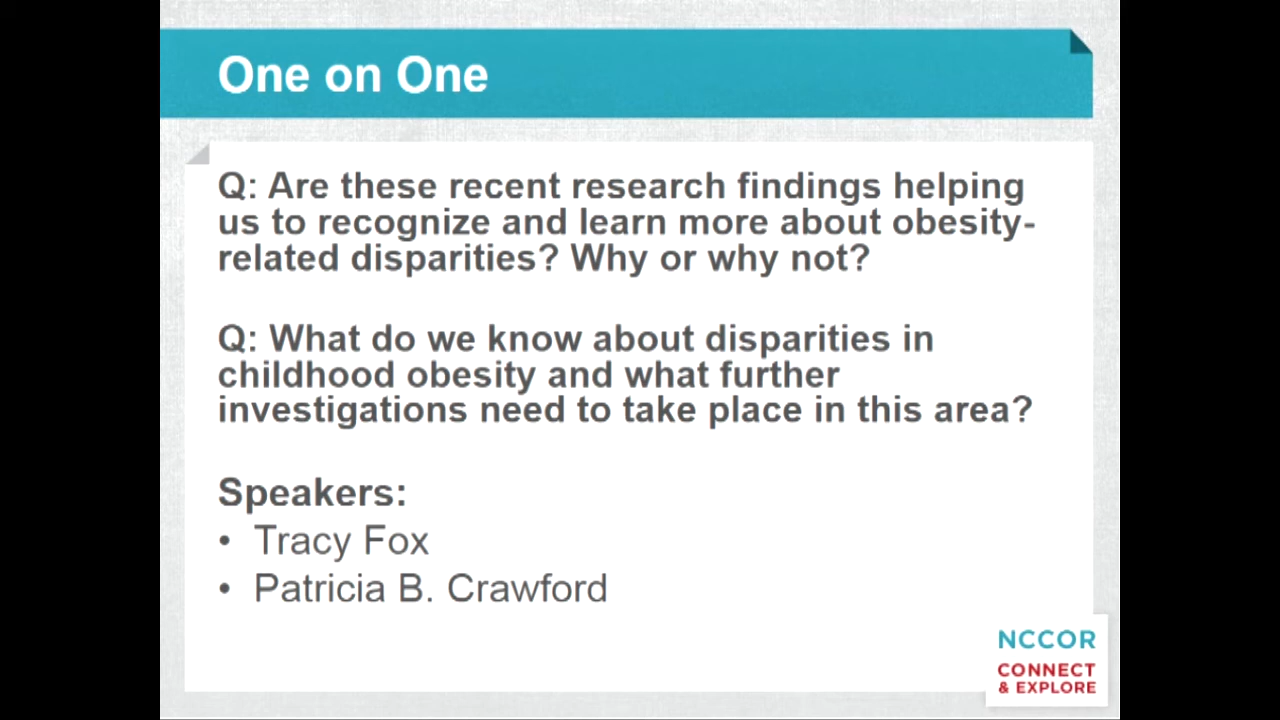 One on One
Q: Are these recent research findings helping
us to recognize and learn more about obesity-
related disparities? Why or why not?
Q: What do we know about disparities in
childhood obesity and what further
investigations need to take place in this area?
Speakers:
• Tracy Fox
• Patricia B. Crawford
NCCOR
CONNECT
& EXPLORE